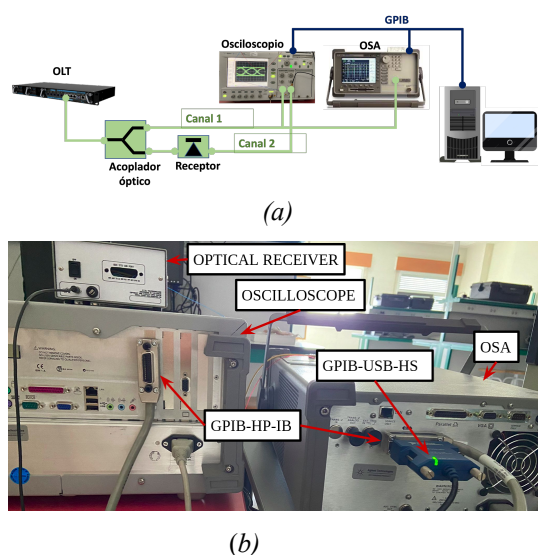 GPIB
Osciloscopio
OSA
OLT
Canal 1
Canal 2
Acoplador
óptico
Receptor
(a)
OPTICAL RECEIVER
OSCILLOSCOPE
OSA
GPIB-USB-HS
GPIB-HP-IB
(b)